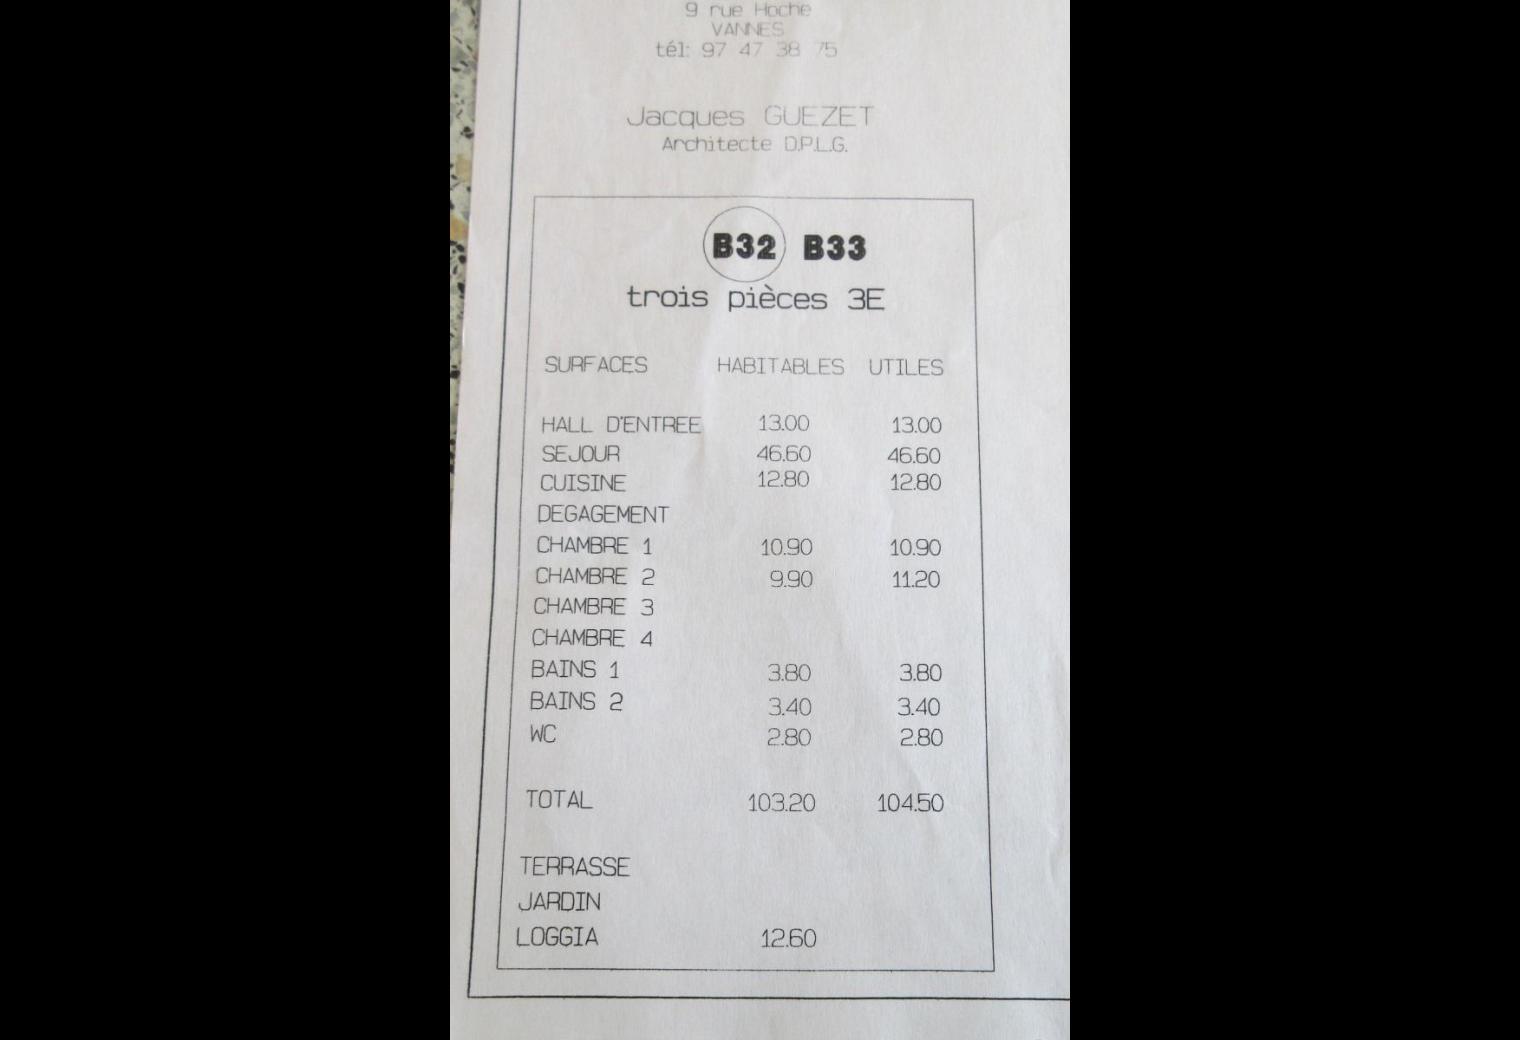 9 rue Hoche
VANNES
tél: 97 47 38 75
Jacques GUEZET
Architecte D.P.L.G.
B32 B33
trois pièces 3E
SURFACES HABITABLES UTILES
HALL D'ENTREE 13.00 13.00
SEJOUR 46.60 46.60
CUISINE 12.80 12.80
DEGAGEMENT
CHAMBRE 1 10.90 10.90
CHAMBRE 2 9.90 11.20
CHAMBRE 3
CHAMBRE 4
BAINS 1 3.80 3.80
BAINS 2 3.40 3.40
WC 2.80 2.80
TOTAL 103.20 104.50
TERRASSE
JARDIN
LOGGIA 12.60